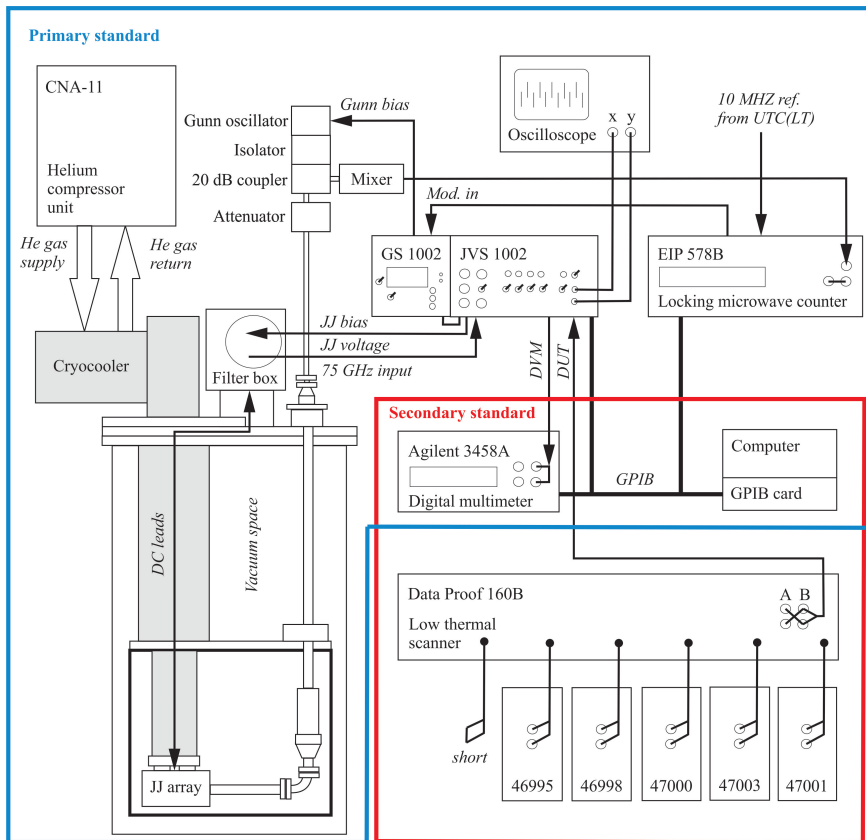 Primary standard
CNA-11
Helium
compressor
unit
He gas
supply
He gas
return
Cryocooler
Gunn oscillator
Isolator
20 dB coupler
Attenuator
Gunn bias
Mixer
Mod. in
Oscilloscope
x y
10 MHZ ref.
from UTC(LT)
GS 1002
JVS 1002
EIP 578B
Locking microwave counter
JJ bias
JJ voltage
75 GHz input
Filter box
DVM
DUT
DC leads
Vacuum space
JJ array
Secondary standard
Agilent 3458A
Digital multimeter
GPIB
Computer
GPIB card
Data Proof 160B
Low thermal
scanner
A B
short
46995
46998
47000
47003
47001